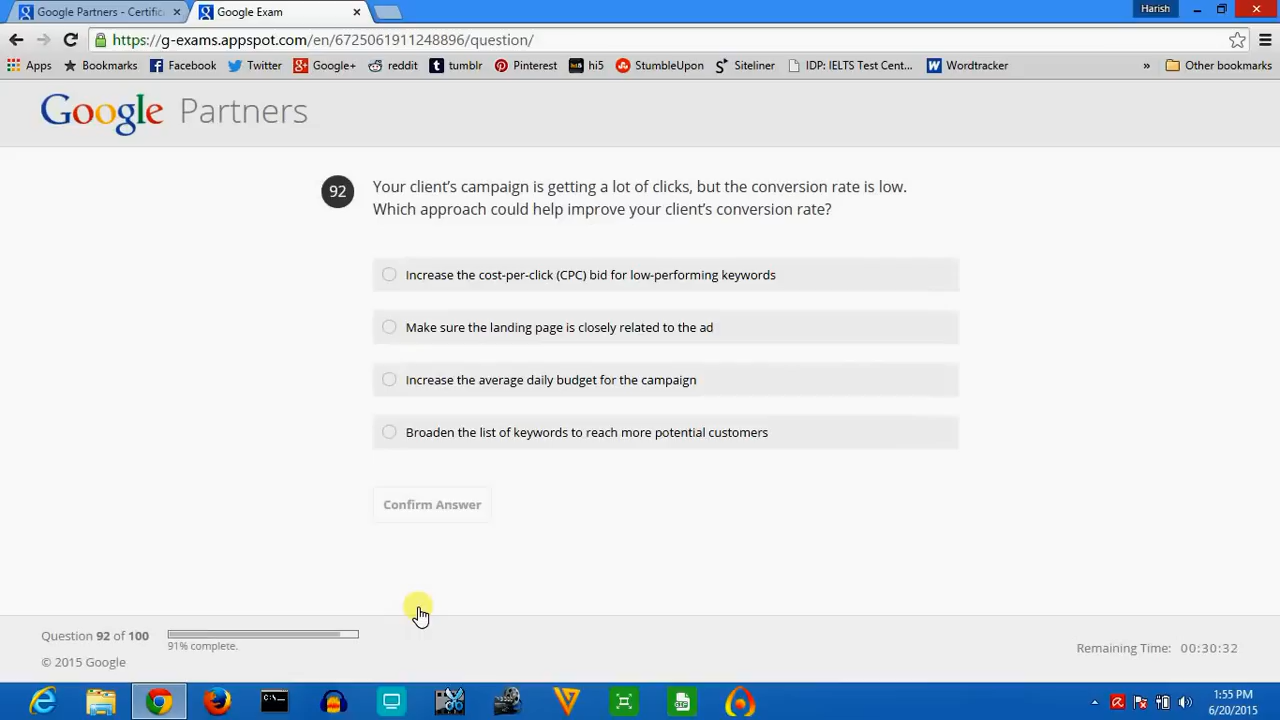 Google Partners - Certific
Google Exam
Harish
https://g-exams.appspot.com/en/6725061911248896/question/
Apps
Bookmarks
Facebook
Twitter
Google+
reddit
tumblr
Pinterest
hi5
StumbleUpon
Siteliner
IDP: IELTS Test Cent...
Wordtracker
»
Other bookmarks
Google Partners
92
Your client's campaign is getting a lot of clicks, but the conversion rate is low.
Which approach could help improve your client's conversion rate?
Increase the cost-per-click (CPC) bid for low-performing keywords
Make sure the landing page is closely related to the ad
Increase the average daily budget for the campaign
Broaden the list of keywords to reach more potential customers
Confirm Answer
Question 92 of 100
91% complete.
© 2015 Google
Remaining Time: 00:30:32
1:55 PM
6/20/2015